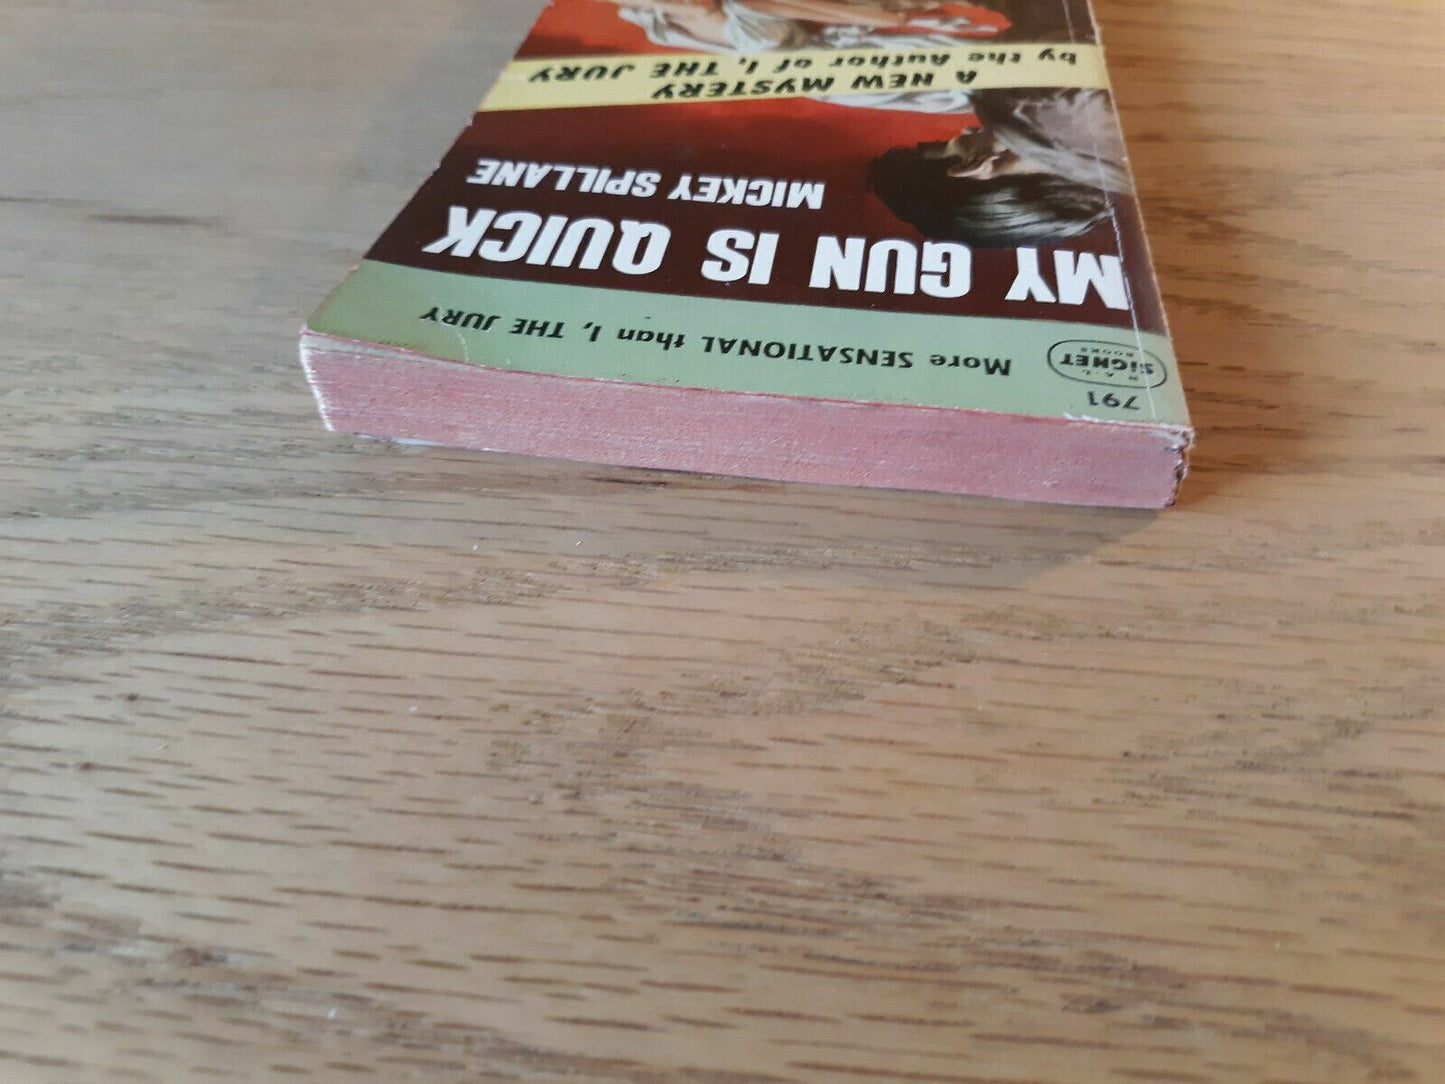 791
SIGNET
BOOKS
More SENSATIONAL than I, THE JURY
MY GUN IS QUICK
MICKEY SPILLANE
A NEW MYSTERY
by the Author of I, THE JURY